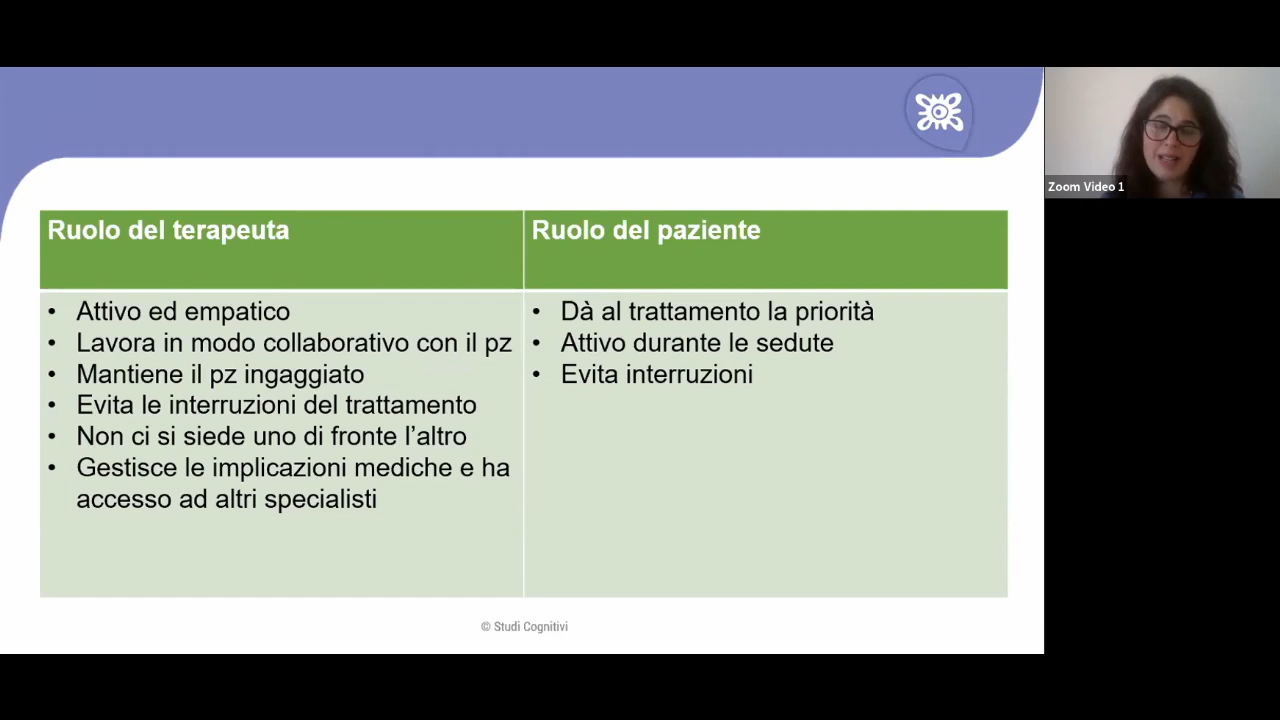 Zoom Video 1
Ruolo del terapeuta
Ruolo del paziente
• Attivo ed empatico
• Lavora in modo collaborativo con il pz
• Mantiene il pz ingaggiato
• Evita le interruzioni del trattamento
• Non ci si siede uno di fronte l’altro
• Gestisce le implicazioni mediche e ha
accesso ad altri specialisti
• Dà al trattamento la priorità
• Attivo durante le sedute
• Evita interruzioni
© Studi Cognitivi